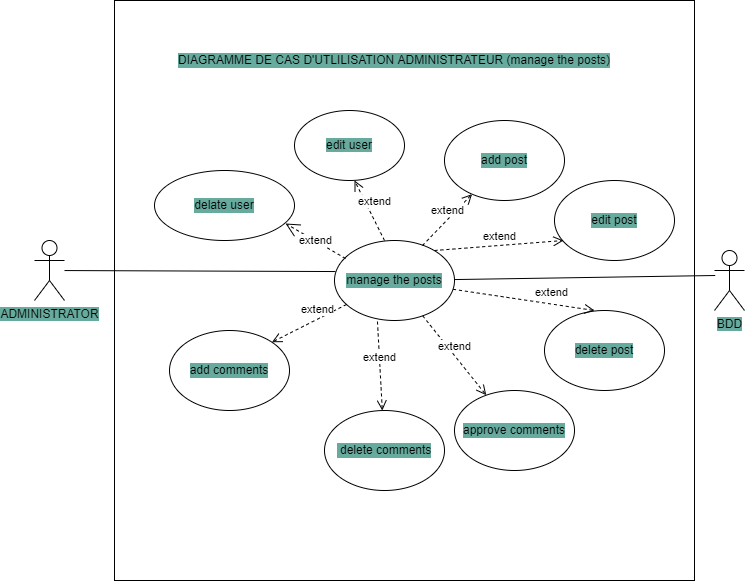 DIAGRAMME DE CAS D'UTLILISATION ADMINISTRATEUR (manage the posts)
edit user
add post
delate user
extend
extend
edit post
extend
extend
manage the posts
ADMINISTRATOR
BDD
extend
extend
delete post
extend
extend
add comments
approve comments
delete comments